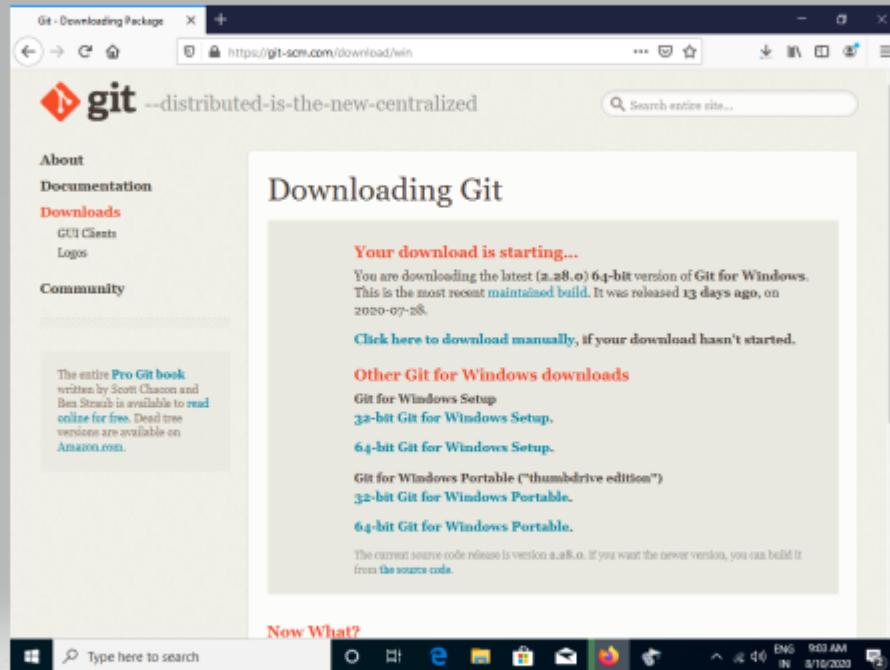 Git - Downloading Package
https://git-scm.com/download/win
git --distributed-is-the-new-centralized
Search entire site...
About
Documentation
Downloads
GUI Clients
Logos
Community
The entire Pro Git book
written by Scott Chacon and
Ben Straub is available to read
online for free. Dead tree
versions are available on
Amazon.com.
Downloading Git
Your download is starting...
You are downloading the latest (2.28.0) 64-bit version of Git for Windows.
This is the most recent maintained build. It was released 13 days ago, on
2020-07-28.
Click here to download manually, if your download hasn't started.
Other Git for Windows downloads
Git for Windows Setup
32-bit Git for Windows Setup.
64-bit Git for Windows Setup.
Git for Windows Portable ("thumbdrive edition")
32-bit Git for Windows Portable.
64-bit Git for Windows Portable.
The current source code release is version 2.28.0. If you want the newer version, you can build it
from the source code.
Now What?
Type here to search
ENG
IN
9:03 AM
8/10/2020